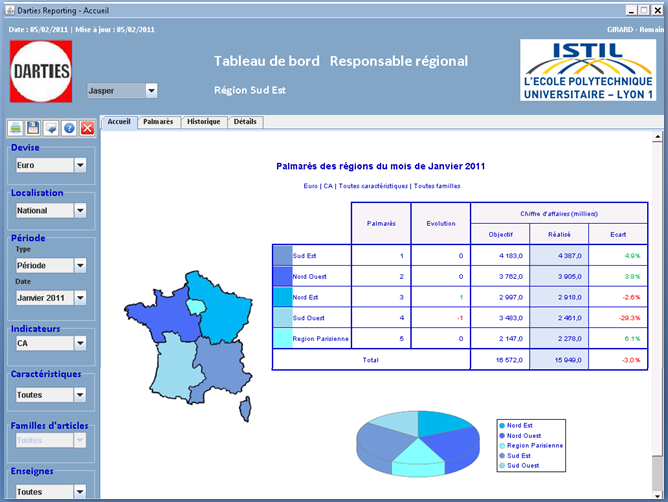 Darties Reporting - Accueil
Date : 05/02/2011 | Mise à jour : 05/02/2011
GIRARD - Romain
DARTIES
Jasper
Tableau de bord Responsable régional
Région Sud Est
ISTIL
L'ECOLE POLYTECHNIQUE
UNIVERSITAIRE - LYON 1
Accueil Palmarès Historique Détails
Devise
Euro
Localisation
National
Période
Type
Période
Date
Janvier 2011
Indicateurs
CA
Caractéristiques
Toutes
Familles d'articles
Toutes
Enseignes
Toutes
Palmarès des régions du mois de Janvier 2011
Euro | CA | Toutes caractéristiques | Toutes familles
Palmarès Evolution Chiffre d'affaires (milliers)
Objectif Réalisé Ecart
Sud Est 1 0 4 183,0 4 387,0 4.9%
Nord Ouest 2 0 3 762,0 3 905,0 3.8%
Nord Est 3 1 2 997,0 2 918,0 -2.6%
Sud Ouest 4 -1 3 483,0 2 461,0 -29.3%
Region Parisienne 5 0 2 147,0 2 278,0 6,1%
Total 16 572,0 15 949,0 -3,0%
Nord Est
Nord Ouest
Region Parisienne
Sud Est
Sud Ouest